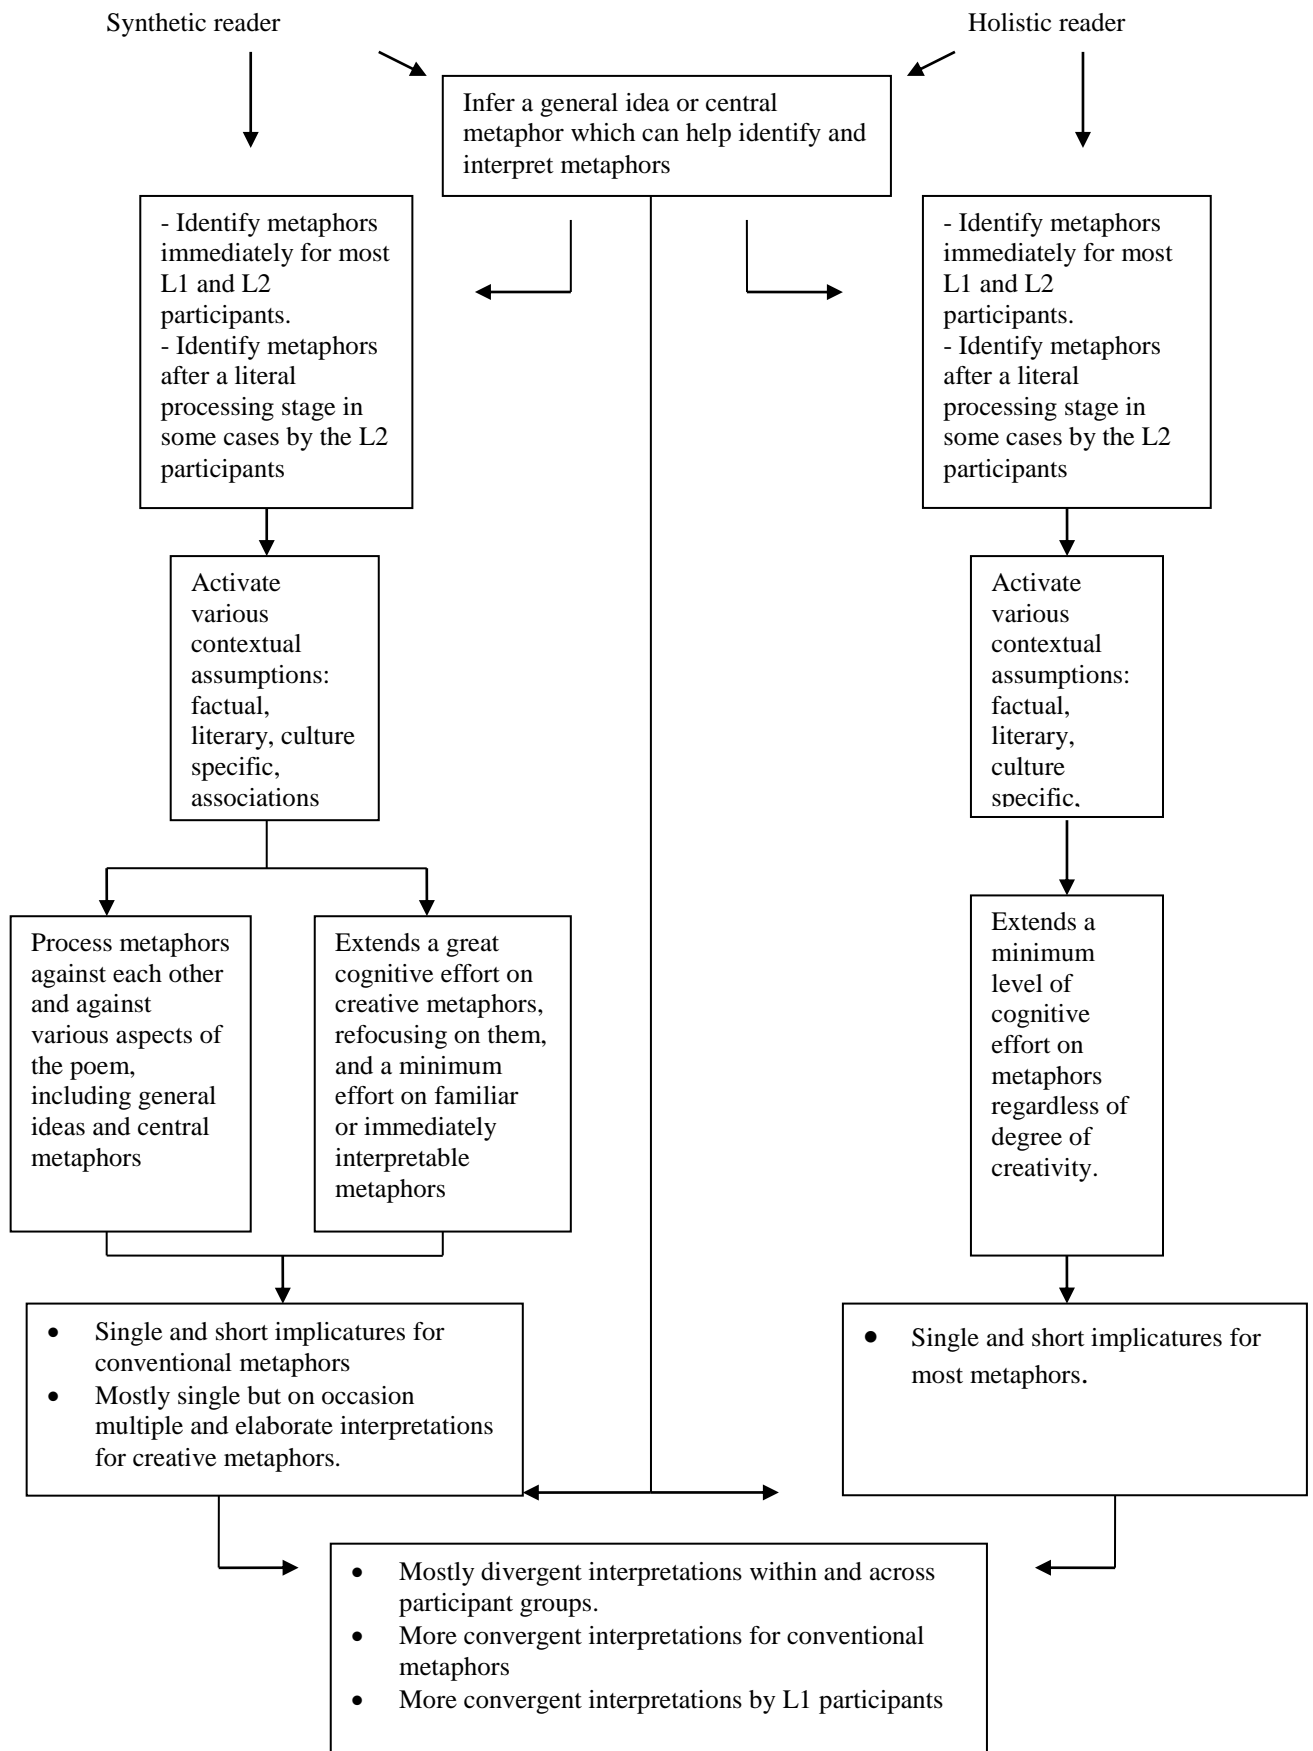 Synthetic reader
Holistic reader
Infer a general idea or central
metaphor which can help identify and
interpret metaphors
- Identify metaphors
immediately for most
L1 and L2
participants.
- Identify metaphors
after a literal
processing stage in
some cases by the L2
participants
- Identify metaphors
immediately for most
L1 and L2
participants.
- Identify metaphors
after a literal
processing stage in
some cases by the L2
participants
Activate
various
contextual
assumptions:
factual,
literary, culture
specific,
associations
Activate
various
contextual
assumptions:
factual,
literary,
culture
specific,
Process metaphors
against each other
and against
various aspects of
the poem,
including general
ideas and central
metaphors
Extends a great
cognitive effort on
creative metaphors,
refocusing on them,
and a minimum
effort on familiar
or immediately
interpretable
metaphors
Extends a
minimum
level of
cognitive
effort on
metaphors
regardless of
degree of
creativity.
• Single and short implicatures for
conventional metaphors
• Mostly single but on occasion
multiple and elaborate interpretations
for creative metaphors.
• Single and short implicatures for
most metaphors.
• Mostly divergent interpretations within and across
participant groups.
• More convergent interpretations for conventional
metaphors
• More convergent interpretations by L1 participants